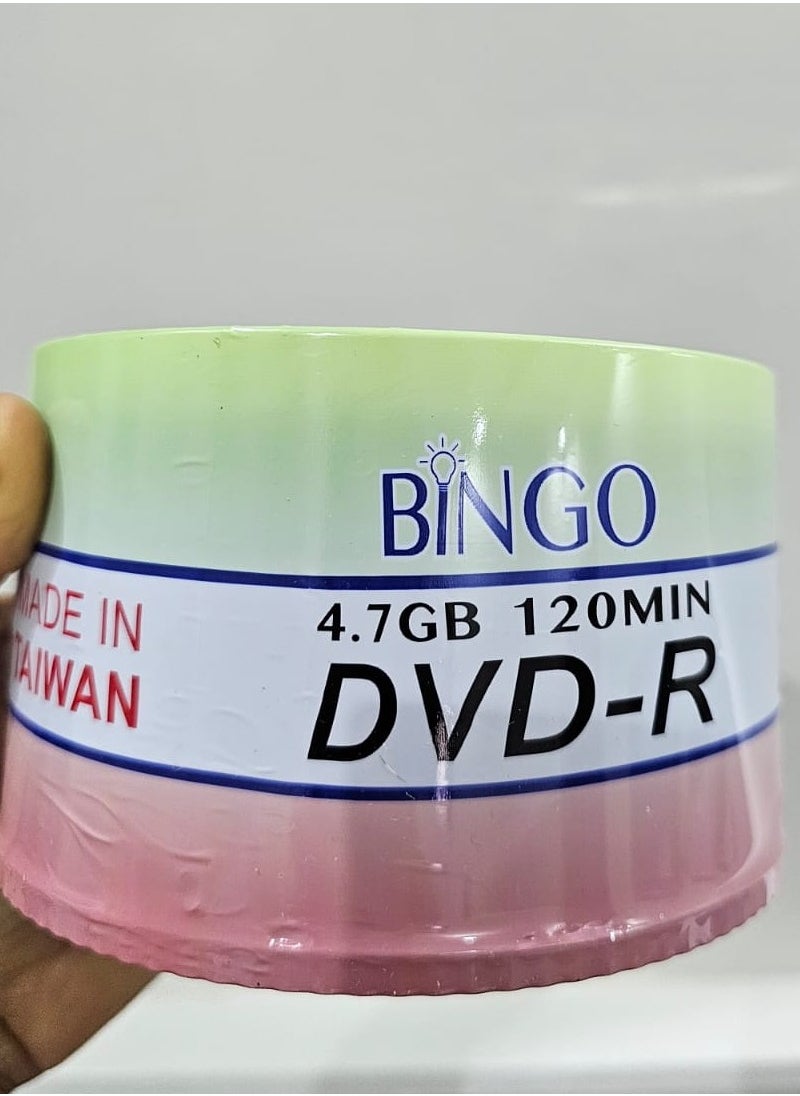 BINGO
MADE IN
TAIWAN
4.7GB 120MIN
DVD-R